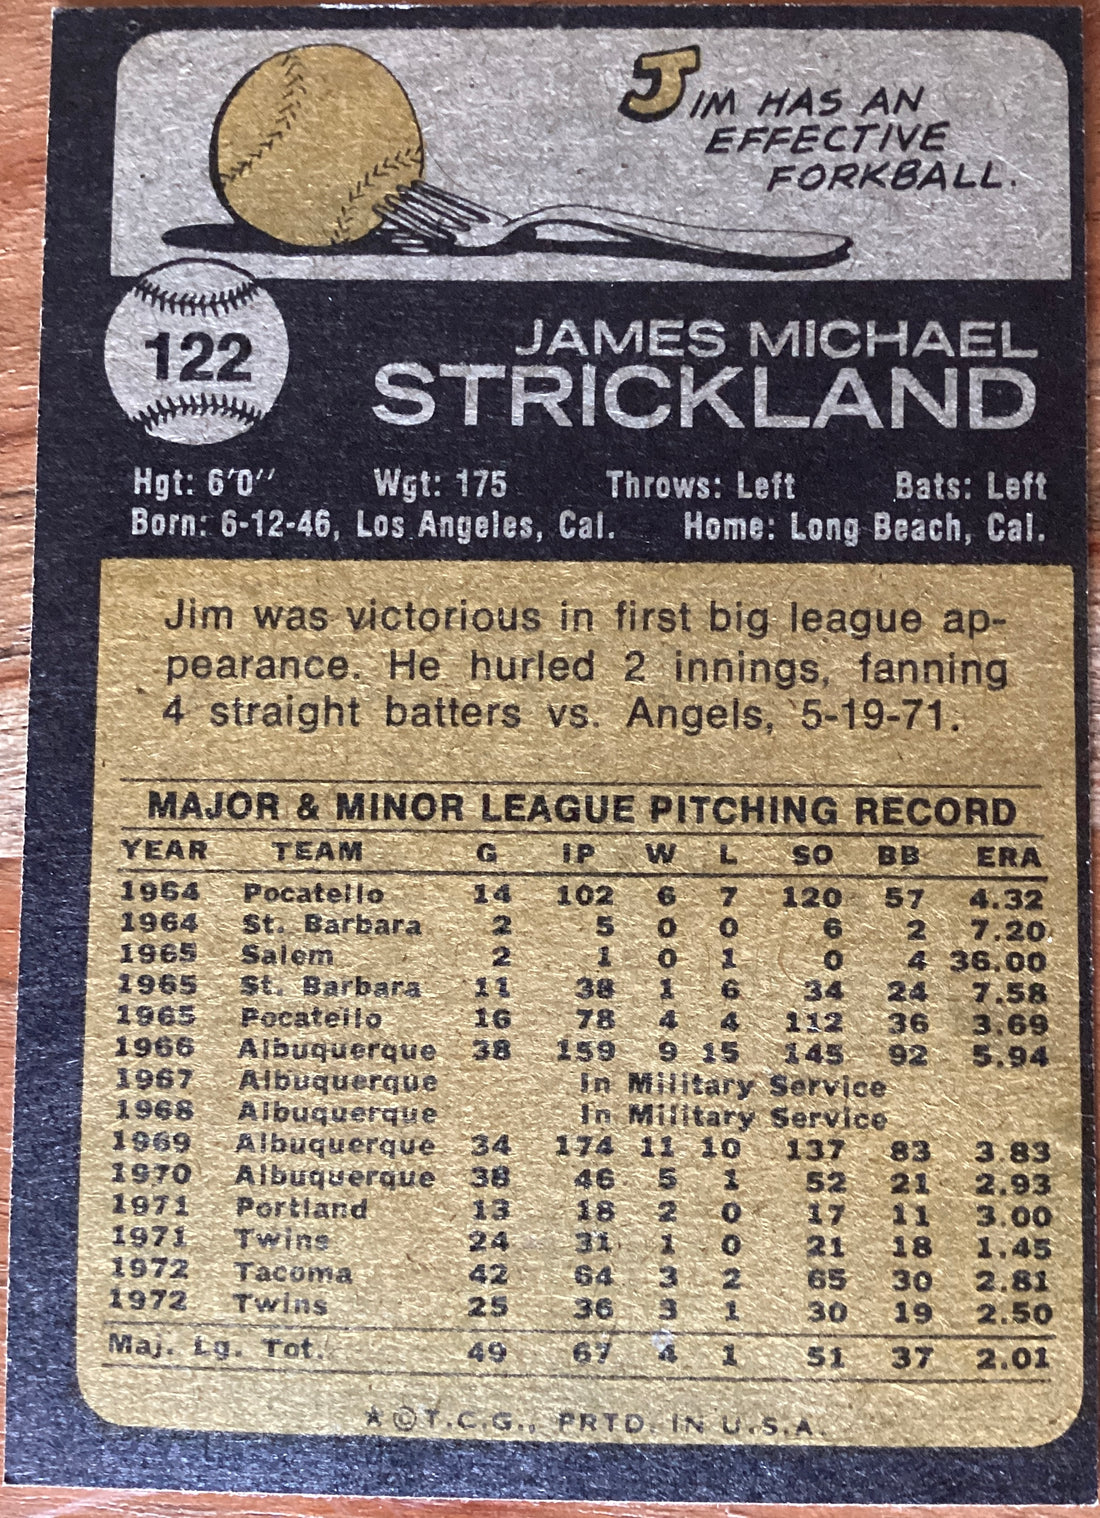 JIM HAS AN
EFFECTIVE
FORKBALL.
122
JAMES MICHAEL
STRICKLAND
Hgt: 6'0" Wgt: 175 Throws: Left Bats: Left
Born: 6-12-46, Los Angeles, Cal. Home: Long Beach, Cal.
Jim was victorious in first big league ap-
pearance. He hurled 2 innings, fanning
4 straight batters vs. Angels, 5-19-71.
MAJOR & MINOR LEAGUE PITCHING RECORD
YEAR TEAM G IP W L SO BB ERA
1964 Pocatello 14 102 6 7 120 57 4.32
1964 St. Barbara 2 5 0 0 6 2 7.20
1965 Salem 2 1 0 1 0 4 36.00
1965 St. Barbara 11 38 1 6 34 24 7.58
1965 Pocatello 16 78 4 4 112 36 3.69
1966 Albuquerque 38 159 9 15 145 92 5.94
1967 Albuquerque In Military Service
1968 Albuquerque In Military Service
1969 Albuquerque 34 174 11 10 137 83 3.83
1970 Albuquerque 38 46 5 1 52 21 2.93
1971 Portland 13 18 2 0 17 11 3.00
1971 Twins 24 31 1 0 21 18 1.45
1972 Tacoma 42 64 3 2 65 30 2.81
1972 Twins 25 36 3 1 30 19 2.50
Maj. Lg. Tot. 49 67 4 1 51 37 2.01
★ © T.C.G., PRTD. IN U.S.A.